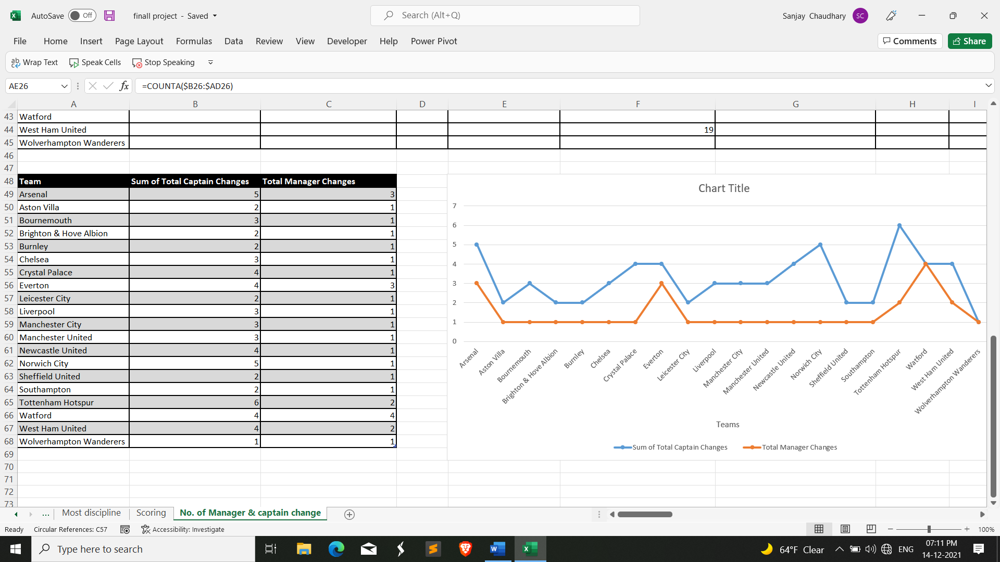 AutoSave Off finall project - Saved Search (Alt+Q) Sanjay Chaudhary SC
File Home Insert Page Layout Formulas Data Review View Developer Help Power Pivot Comments Share
Wrap Text Speak Cells Stop Speaking
AE26 fx =COUNTA($B26:$AD26)
A B C D E F G H I
43 Watford
44 West Ham United 19
45 Wolverhampton Wanderers
46
47
48 Team Sum of Total Captain Changes Total Manager Changes
49 Arsenal 5 3
50 Aston Villa 2 1
51 Bournemouth 3 1
52 Brighton & Hove Albion 2 1
53 Burnley 2 1
54 Chelsea 3 1
55 Crystal Palace 4 1
56 Everton 4 3
57 Leicester City 2 1
58 Liverpool 3 1
59 Manchester City 3 1
60 Manchester United 3 1
61 Newcastle United 4 1
62 Norwich City 5 1
63 Sheffield United 2 1
64 Southampton 2 1
65 Tottenham Hotspur 6 2
66 Watford 4 4
67 West Ham United 4 2
68 Wolverhampton Wanderers 1 1
69
70
71
72
73
Chart Title
7
6
5
4
3
2
1
0
Arsenal
Aston Villa
Bournemouth
Brighton & Hove Albion
Burnley
Chelsea
Crystal Palace
Everton
Leicester City
Liverpool
Manchester City
Manchester United
Newcastle United
Norwich City
Sheffield United
Southampton
Tottenham Hotspur
Watford
West Ham United
Wolverhampton Wanderers
Teams
Sum of Total Captain Changes Total Manager Changes
... Most discipline Scoring No. of Manager & captain change
Ready Circular References: C57 Accessibility: Investigate 100%
Type here to search 64°F Clear ENG 07:11 PM
14-12-2021